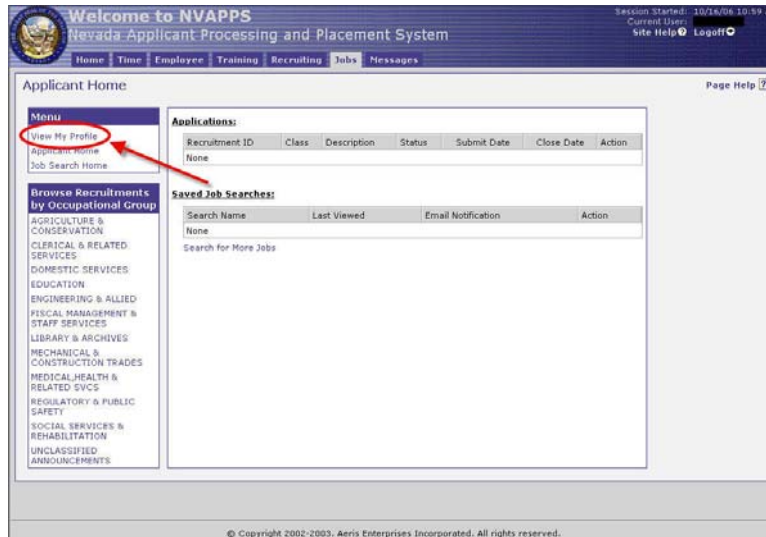 Welcome to NVAPPS
Nevada Applicant Processing and Placement System
Session Started: 10/16/06 10:59
Current User:
Site Help? Logoff
Home Time Employee Training Recruiting Jobs Messages
Applicant Home
Page Help ?
Menu
View My Profile
Applicant Home
Job Search Home
Browse Recruitments
by Occupational Group
AGRICULTURE &
CONSERVATION
CLERICAL & RELATED
SERVICES
DOMESTIC SERVICES
EDUCATION
ENGINEERING & ALLIED
FISCAL MANAGEMENT &
STAFF SERVICES
LIBRARY & ARCHIVES
MECHANICAL &
CONSTRUCTION TRADES
MEDICAL,HEALTH &
RELATED SVCS
REGULATORY & PUBLIC
SAFETY
SOCIAL SERVICES &
REHABILITATION
UNCLASSIFIED
ANNOUNCEMENTS
Applications:
Recruitment ID Class Description Status Submit Date Close Date Action
None
Saved Job Searches:
Search Name Last Viewed Email Notification Action
None
Search for More Jobs
© Copyright 2002-2003. Aeris Enterprises Incorporated. All rights reserved.